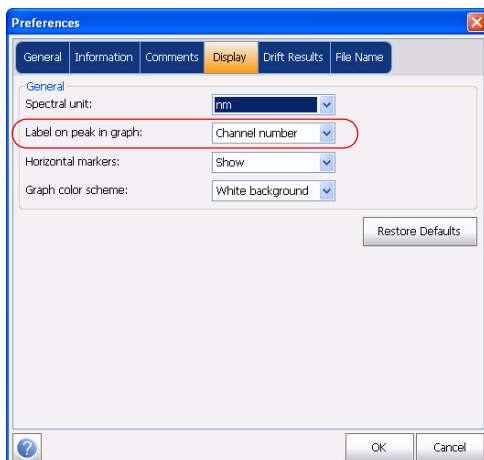 Preferences
General Information Comments Display Drift Results File Name
General
Spectral unit: nm
Label on peak in graph: Channel number
Horizontal markers: Show
Graph color scheme: White background
Restore Defaults
? OK Cancel